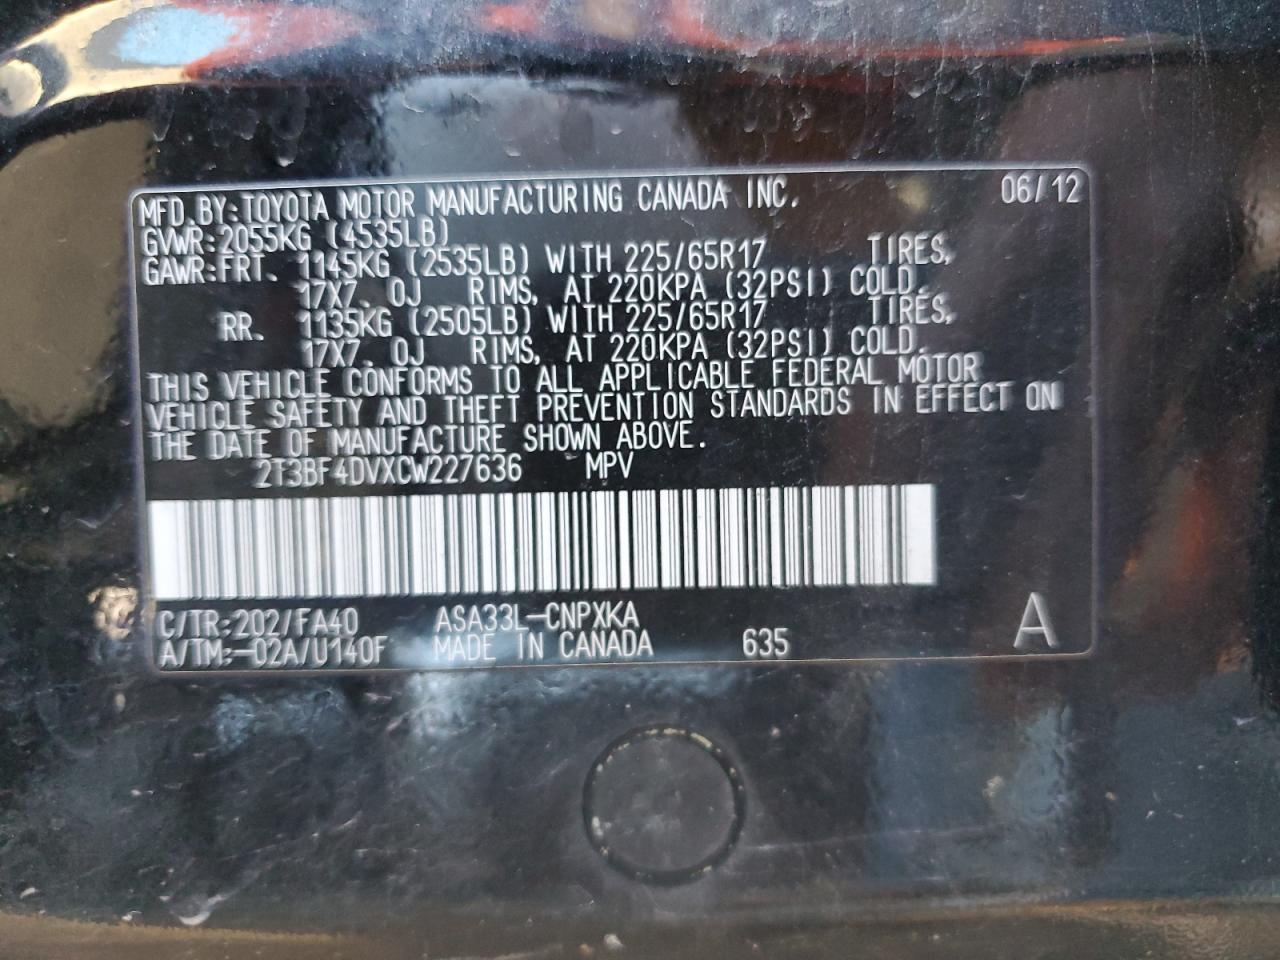 MFD.BY:TOYOTA MOTOR MANUFACTURING CANADA INC. 06/12
GVWR:2055KG (4535LB)
GAWR:FRT. 1145KG (2535LB) WITH 225/65R17 TIRES,
17X7. 0J RIMS, AT 220KPA (32PSI) COLD.
RR. 1135KG (2505LB) WITH 225/65R17 TIRES,
17X7. 0J RIMS, AT 220KPA (32PSI) COLD.
THIS VEHICLE CONFORMS TO ALL APPLICABLE FEDERAL MOTOR
VEHICLE SAFETY AND THEFT PREVENTION STANDARDS IN EFFECT ON
THE DATE OF MANUFACTURE SHOWN ABOVE.
2T3BF4DVXCW227636 MPV
C/TR:202/FA40 ASA33L-CNPXKA
A/TM:-02A/U140F MADE IN CANADA 635 A